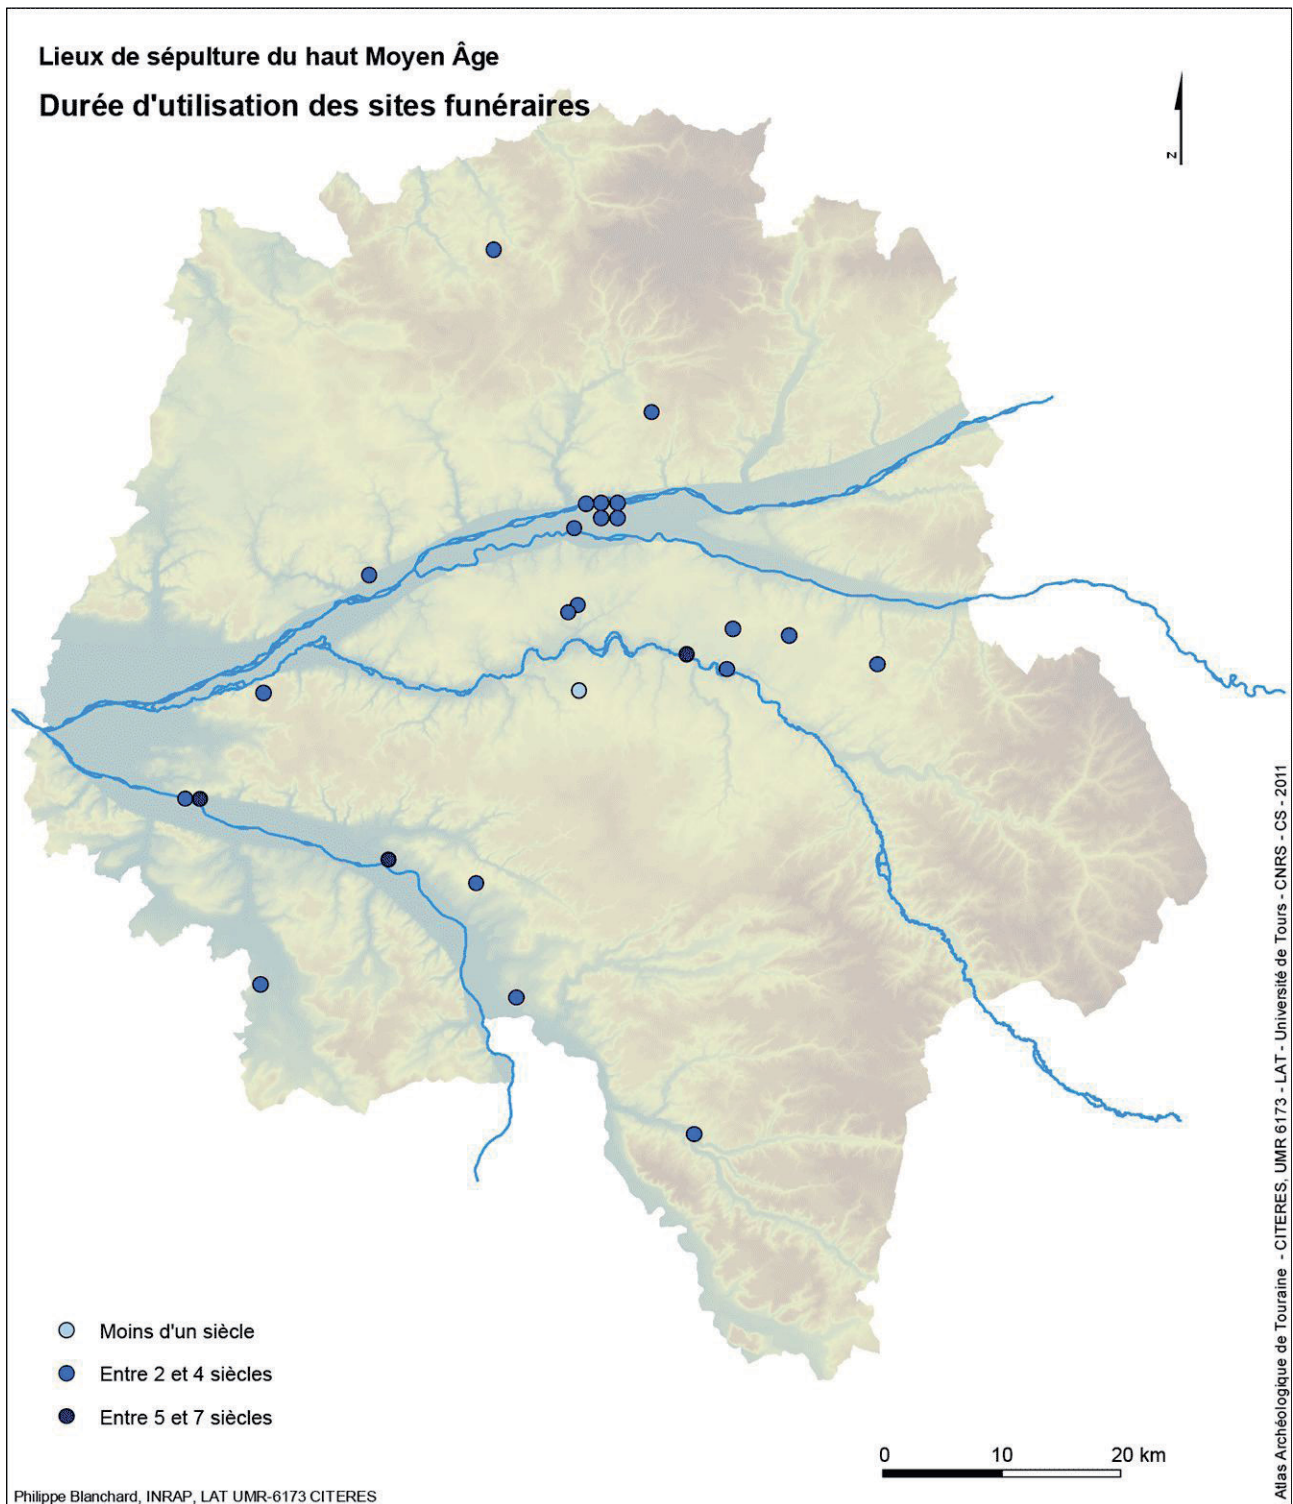 Lieux de sépulture du haut Moyen Âge
Durée d'utilisation des sites funéraires
N
Moins d'un siècle
Entre 2 et 4 siècles
Entre 5 et 7 siècles
0 10 20 km
Philippe Blanchard, INRAP, LAT UMR-6173 CITERES
Atlas Archéologique de Touraine - CITERES, UMR 6173 - LAT - Université de Tours - CNRS - CS - 2011